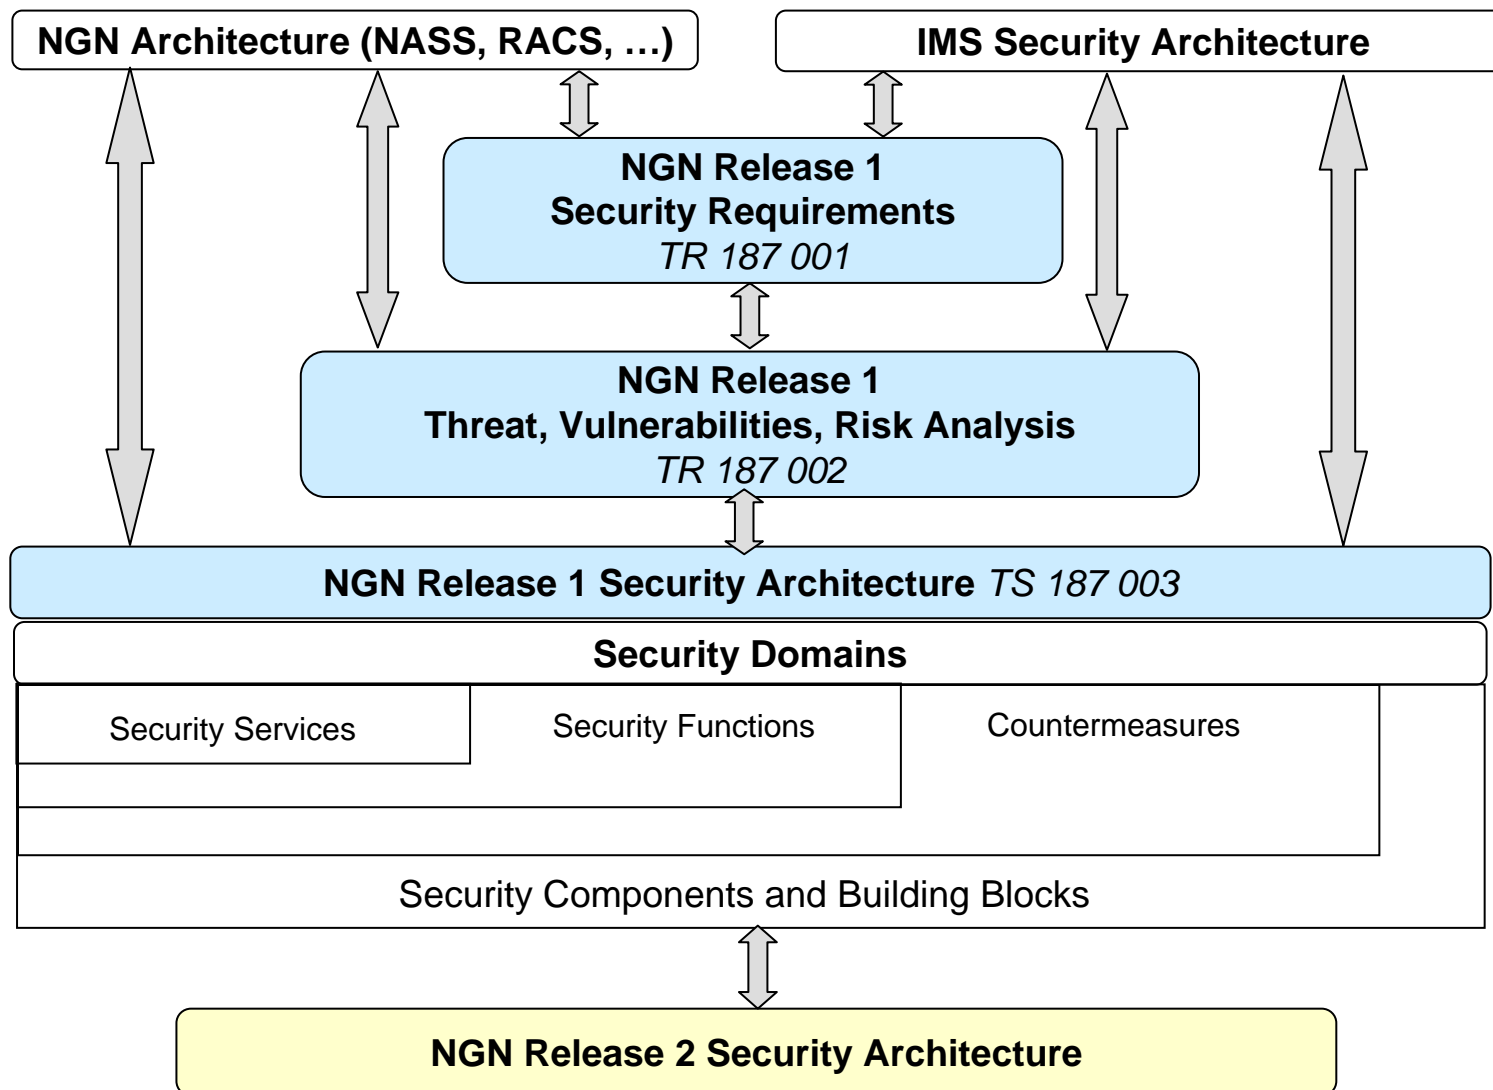 NGN Architecture (NASS, RACS, …)
IMS Security Architecture
NGN Release 1
Security Requirements
TR 187 001
NGN Release 1
Threat, Vulnerabilities, Risk Analysis
TR 187 002
NGN Release 1 Security Architecture TS 187 003
Security Domains
Security Services
Security Functions
Countermeasures
Security Components and Building Blocks
NGN Release 2 Security Architecture